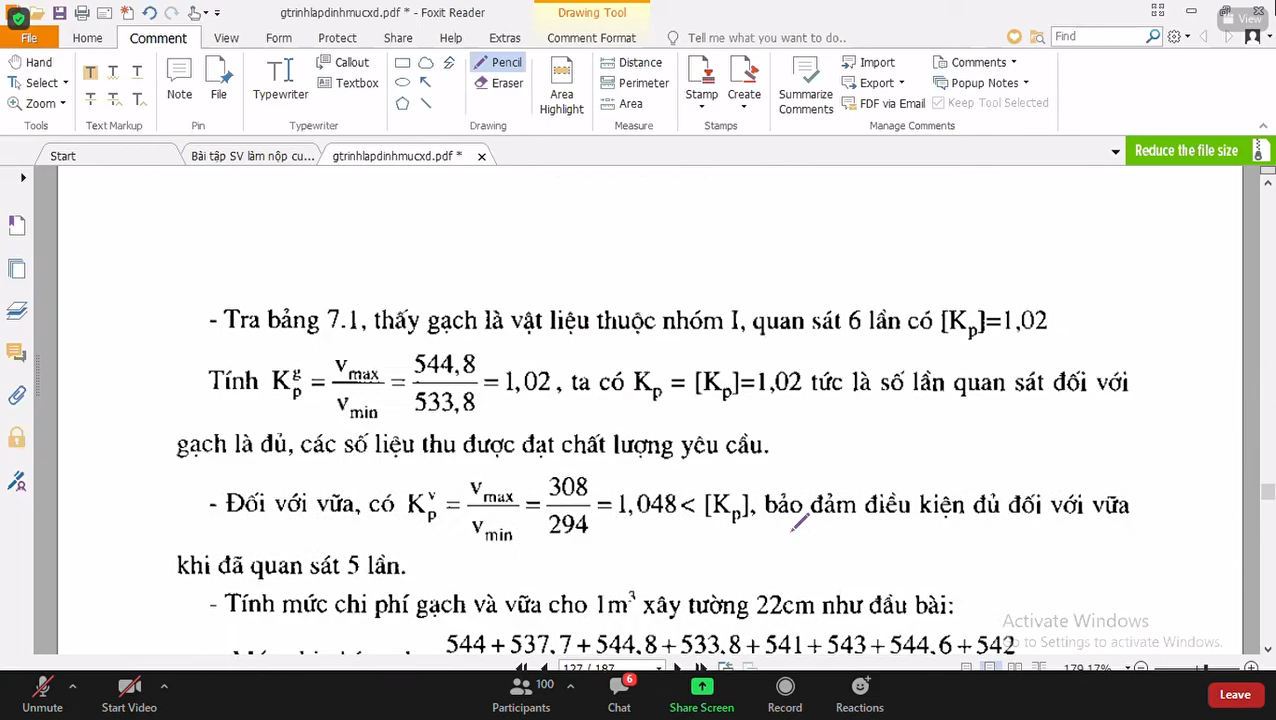 gtrinhlapdinhmucxd.pdf * - Foxit Reader
Drawing Tool
View
File Home Comment View Form Protect Share Help Extras Comment Format Tell me what you want to do.. Find
Hand
Select
Zoom
Tools
T T T
T T T
Text Markup
Note
File
Pin
Typewriter
Callout
Textbox
Typewriter
Area Highlight
Pencil
Eraser
Drawing
Distance
Perimeter
Area
Measure
Stamp
Create
Stamps
Summarize Comments
Import
Export
FDF via Email
Comments
Popup Notes
Keep Tool Selected
Manage Comments
Start
Bài tập SV làm nộp cu...
gtrinhlapdinhmucxd.pdf *
Reduce the file size
- Tra bảng 7.1, thấy gạch là vật liệu thuộc nhóm I, quan sát 6 lần có [Kp]=1,02
Tính Kp^g = vmax / vmin = 544,8 / 533,8 = 1,02, ta có Kp = [Kp]=1,02 tức là số lần quan sát đối với
gạch là đủ, các số liệu thu được đạt chất lượng yêu cầu.
- Đối với vữa, có Kp^v = vmax / vmin = 308 / 294 = 1,048 < [Kp], bảo đảm điều kiện đủ đối với vữa
khi đã quan sát 5 lần.
- Tính mức chi phí gạch và vữa cho 1m³ xây tường 22cm như đầu bài:
544 + 537,7 + 544,8 + 533,8 + 541 + 543 + 544,6 + 542
Activate Windows
Go to Settings to activate Windows.
127 / 187
179.17%
Unmute
Start Video
100
Participants
6
Chat
Share Screen
Record
Reactions
Leave